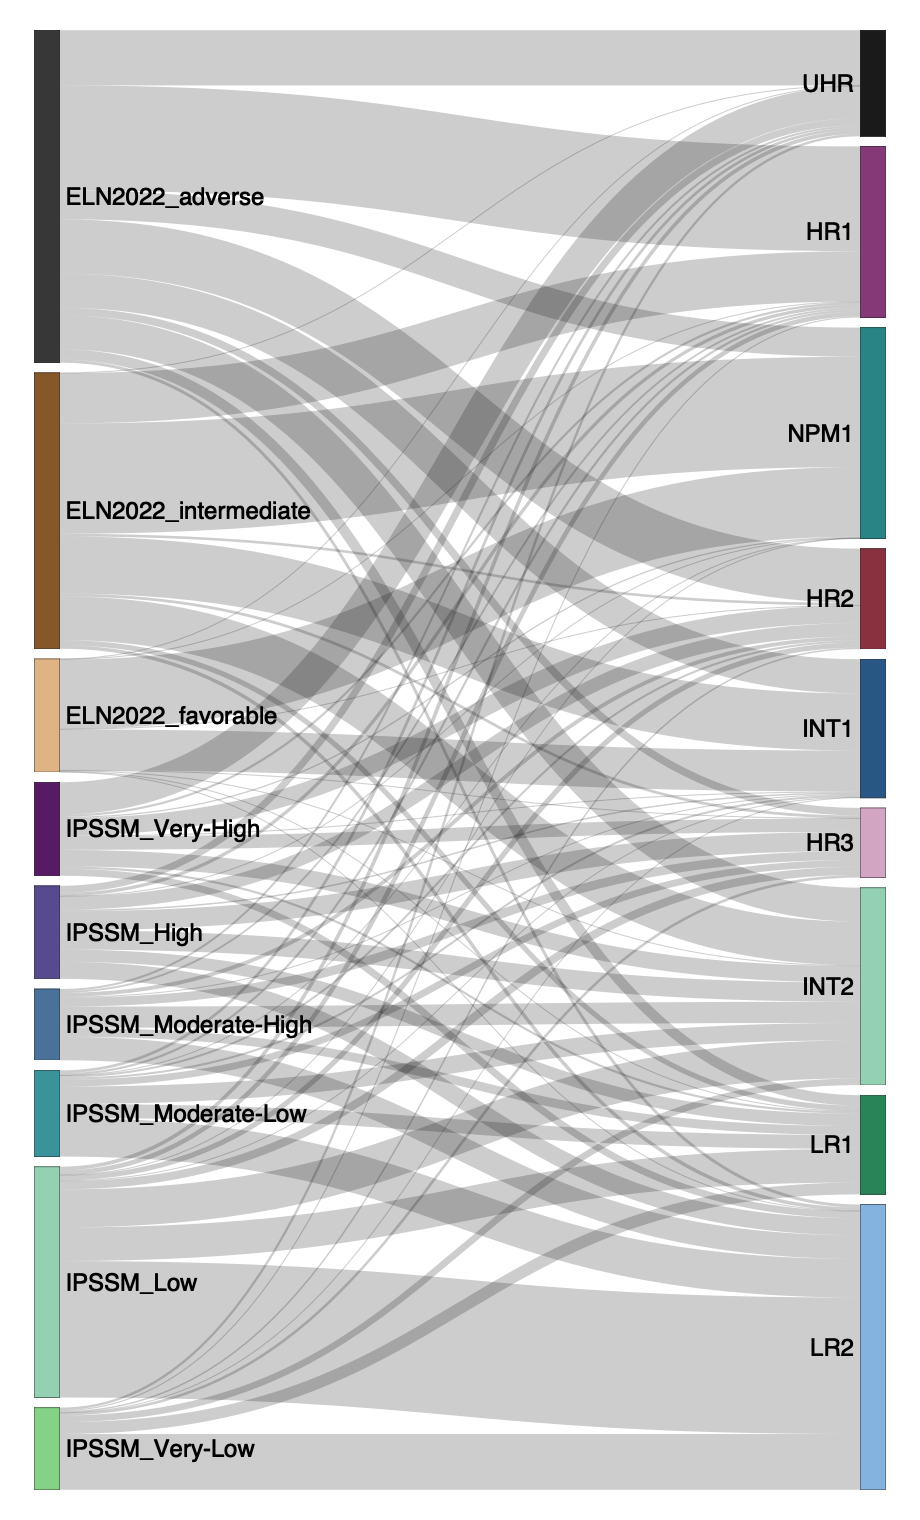 UHR
ELN2022_adverse
HR1
NPM1
ELN2022_intermediate
HR2
ELN2022_favorable
INT1
IPSSM_Very-High
HR3
IPSSM_High
INT2
IPSSM_Moderate-High
IPSSM_Moderate-Low
LR1
IPSSM_Low
LR2
IPSSM_Very-Low